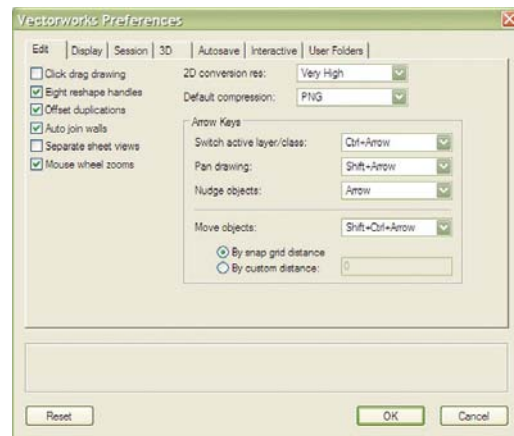 Vectorworks Preferences
Edit Display Session 3D Autosave Interactive User Folders
Click drag drawing
Eight reshape handles
Offset duplications
Auto join walls
Separate sheet views
Mouse wheel zooms
2D conversion res: Very High
Default compression: PNG
Arrow Keys
Switch active layer/class: Ctrl+Arrow
Pan drawing: Shift+Arrow
Nudge objects: Arrow
Move objects: Shift+Ctrl+Arrow
By snap grid distance
By custom distance: 0
Reset OK Cancel